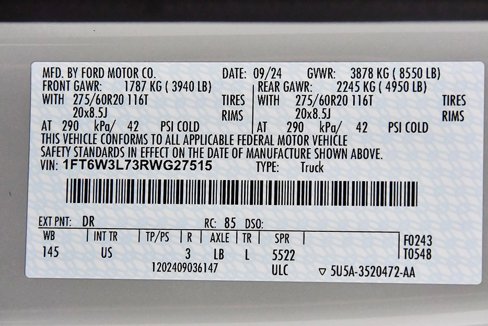 MFD. BY FORD MOTOR CO. DATE: 09/24 GVWR: 3878 KG (8550 LB)
FRONT GAWR: 1787 KG (3940 LB) REAR GAWR: 2245 KG (4950 LB)
WITH 275/60R20 116T TIRES WITH 275/60R20 116T TIRES
20x8.5J RIMS 20x8.5J RIMS
AT 290 kPa/ 42 PSI COLD AT 290 kPa/ 42 PSI COLD
THIS VEHICLE CONFORMS TO ALL APPLICABLE FEDERAL MOTOR VEHICLE
SAFETY STANDARDS IN EFFECT ON THE DATE OF MANUFACTURE SHOWN ABOVE.
VIN: 1FT6W3L73RWG27515 TYPE: Truck
EXT PNT: DR RC: 85 DSO:
WB INT TR TP/PS R AXLE TR SPR F0243
145 US 3 LB L 5522 T0548
1202409036147 ULC ▽ 5U5A-3520472-AA